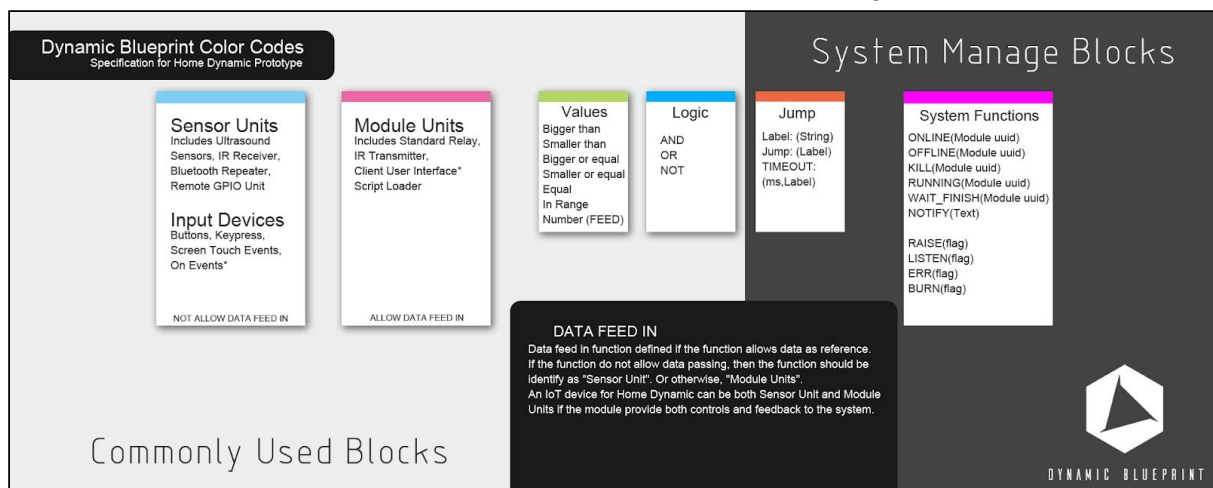 Dynamic Blueprint Color Codes
Specification for Home Dynamic Prototype
System Manage Blocks
Sensor Units
Includes Ultrasound
Sensors, IR Receiver,
Bluetooth Repeater,
Remote GPIO Unit
Input Devices
Buttons, Keypress,
Screen Touch Events,
On Events*
NOT ALLOW DATA FEED IN
Module Units
Includes Standard Relay,
IR Transmitter,
Client User Interface*
Script Loader
ALLOW DATA FEED IN
Values
Bigger than
Smaller than
Bigger or equal
Smaller or equal
Equal
In Range
Number (FEED)
Logic
AND
OR
NOT
Jump
Label: (String)
Jump: (Label)
TIMEOUT:
(ms,Label)
System Functions
ONLINE(Module uuid)
OFFLINE(Module uuid)
KILL(Module uuid)
RUNNING(Module uuid)
WAIT_FINISH(Module uuid)
NOTIFY(Text)
RAISE(flag)
LISTEN(flag)
ERR(flag)
BURN(flag)
DATA FEED IN
Data feed in function defined if the function allows data as reference.
If the function do not allow data passing, then the function should be
identify as "Sensor Unit". Or otherwise, "Module Units".
An IoT device for Home Dynamic can be both Sensor Unit and Module
Units if the module provide both controls and feedback to the system.
Commonly Used Blocks
DYNAMIC BLUEPRINT